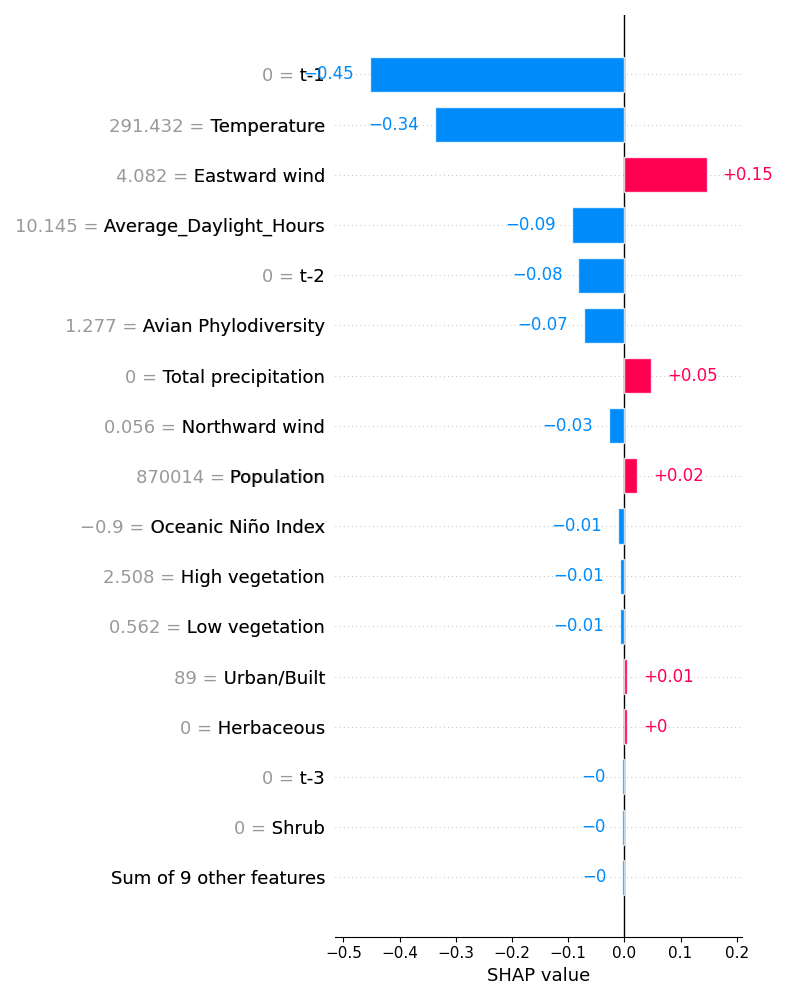 0 = t-1 −0.45
291.432 = Temperature −0.34
4.082 = Eastward wind +0.15
10.145 = Average_Daylight_Hours −0.09
0 = t-2 −0.08
1.277 = Avian Phylodiversity −0.07
0 = Total precipitation +0.05
0.056 = Northward wind −0.03
870014 = Population +0.02
−0.9 = Oceanic Niño Index −0.01
2.508 = High vegetation −0.01
0.562 = Low vegetation −0.01
89 = Urban/Built +0.01
0 = Herbaceous +0
0 = t-3 −0
0 = Shrub −0
Sum of 9 other features −0
−0.5 −0.4 −0.3 −0.2 −0.1 0.0 0.1 0.2
SHAP value